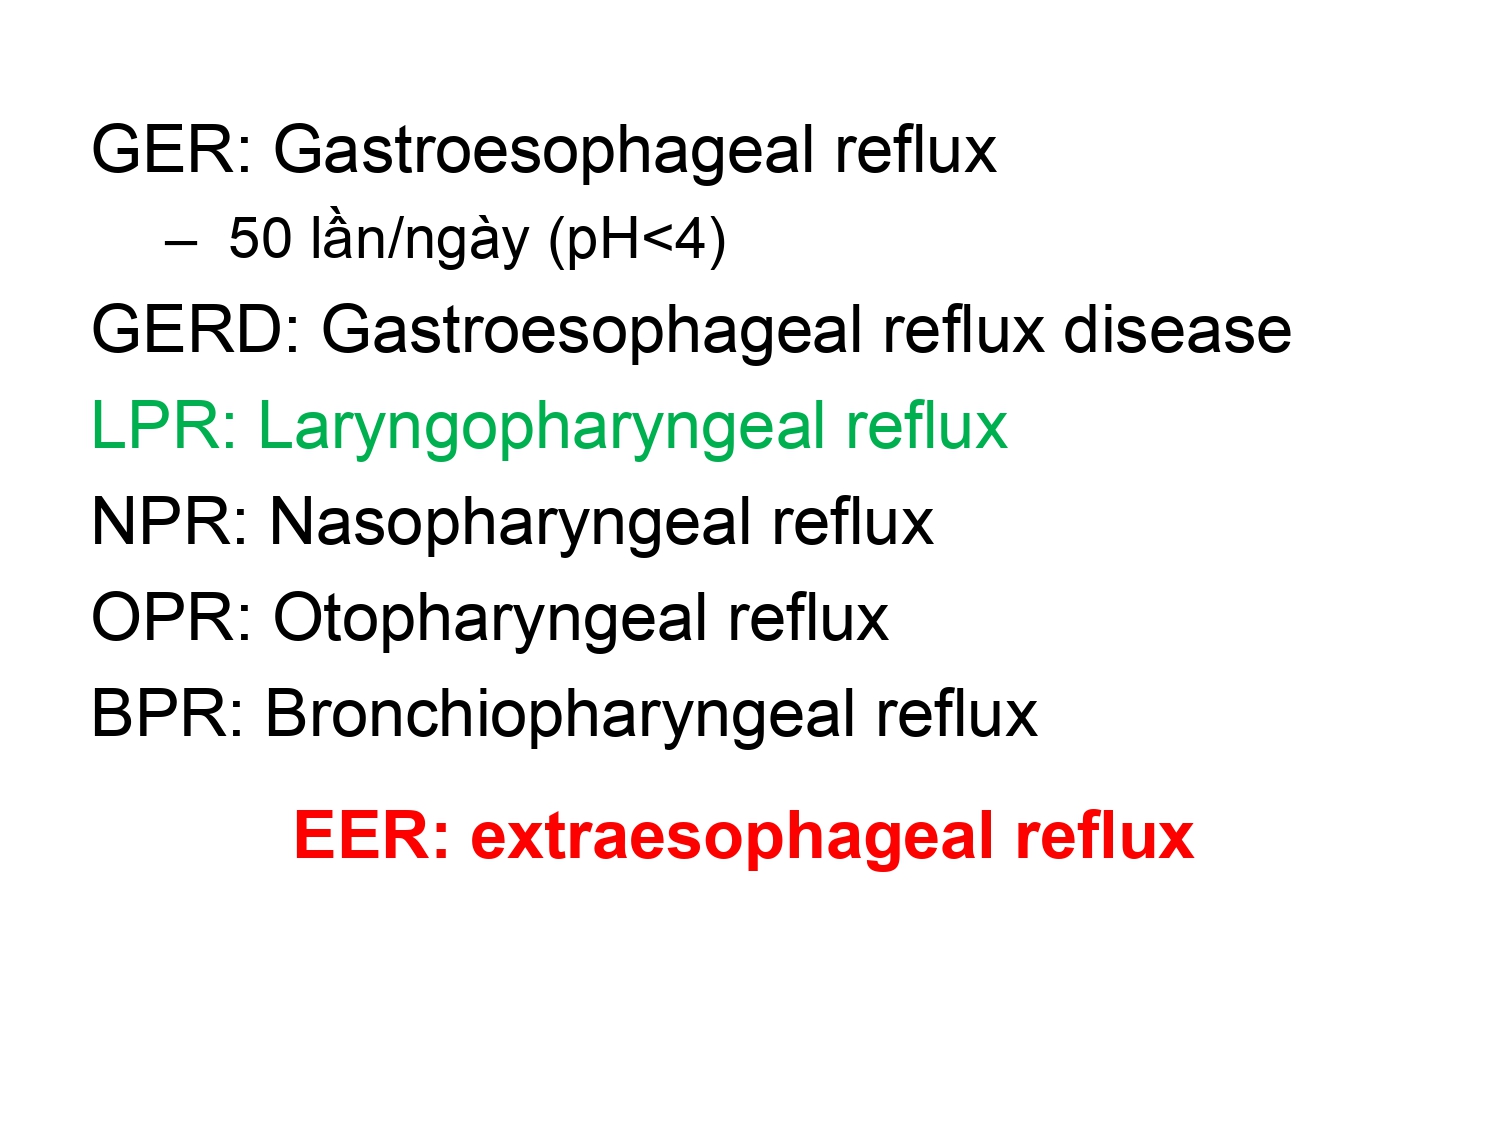 GER: Gastroesophageal reflux
– 50 lần/ngày (pH<4)
GERD: Gastroesophageal reflux disease
LPR: Laryngopharyngeal reflux
NPR: Nasopharyngeal reflux
OPR: Otopharyngeal reflux
BPR: Bronchiopharyngeal reflux
EER: extraesophageal reflux